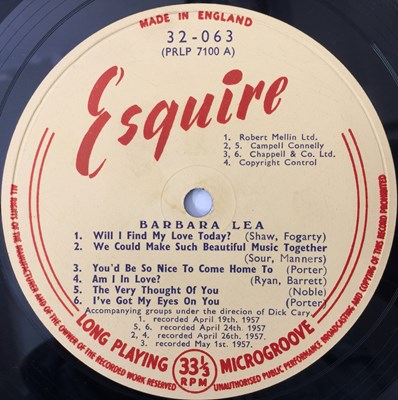 MADE IN ENGLAND
32-063
(PRLP 7100 A)
Esquire
1. Robert Mellin Ltd.
2, 5. Campell Connelly
3, 6. Chappell & Co. Ltd.
4. Copyright Control
BARBARA LEA
1. Will I Find My Love Today? (Shaw, Fogarty)
2. We Could Make Such Beautiful Music Together
(Sour, Manners)
3. You'd Be So Nice To Come Home To (Porter)
4. Am I In Love? (Ryan, Barrett)
5. The Very Thought Of You (Noble)
6. I've Got My Eyes On You (Porter)
Accompanying groups under the direcion of Dick Cary.
1. recorded April 19th. 1957
5, 6. recorded April 24th. 1957
2, 4. recorded April 26th. 1957.
3. recorded May 1st. 1957.
LONG PLAYING 33⅓ RPM MICROGROOVE
ALL RIGHTS OF THE MANUFACTURER AND OF THE OWNER OF THE RECORDED WORK RESERVED
UNAUTHORISED PUBLIC PERFORMANCE BROADCASTING AND COPYING OF THIS RECORD PROHIBITED